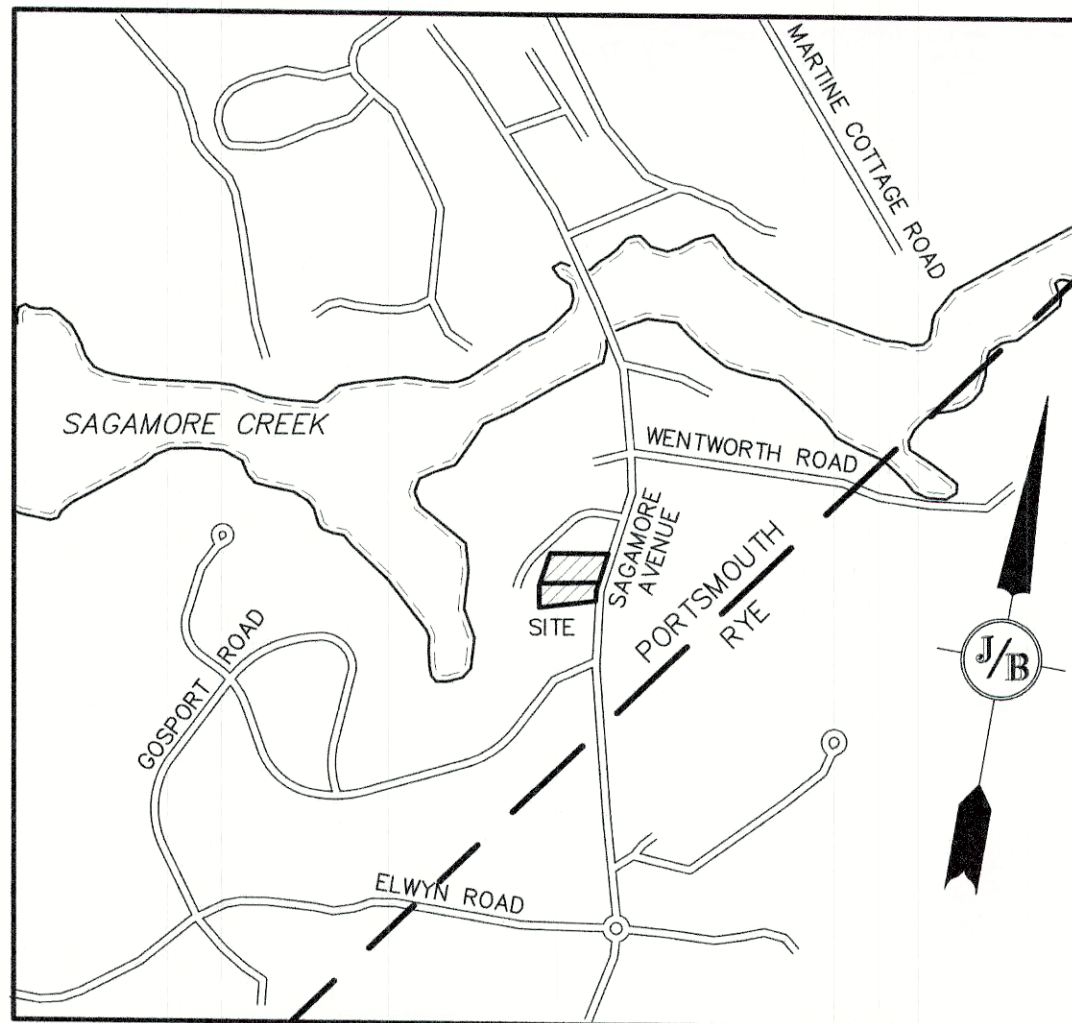 MARTINE COTTAGE ROAD
SAGAMORE CREEK
WENTWORTH ROAD
SAGAMORE
AVENUE
PORTSMOUTH
RYE
SITE
GOSPORT ROAD
J/B
ELWYN ROAD